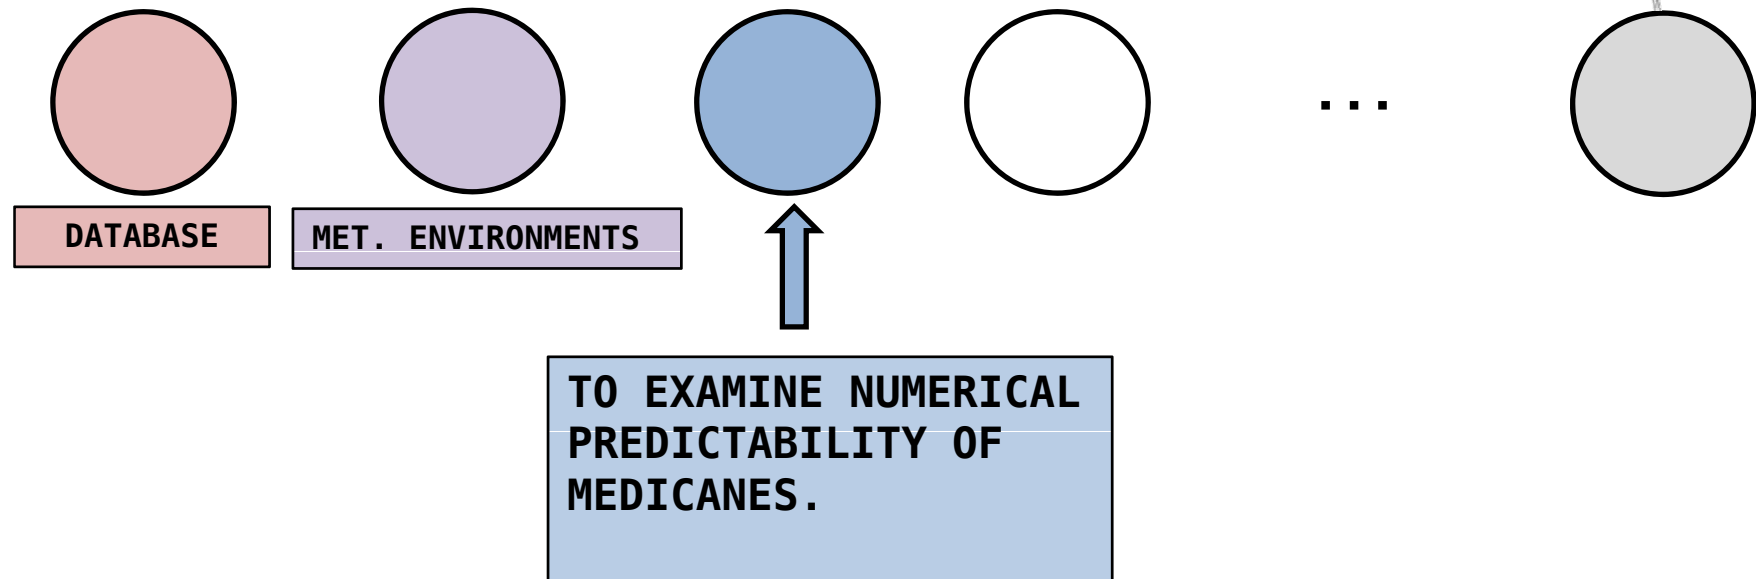 ...
DATABASE
MET. ENVIRONMENTS
TO EXAMINE NUMERICAL
PREDICTABILITY OF
MEDICANES.